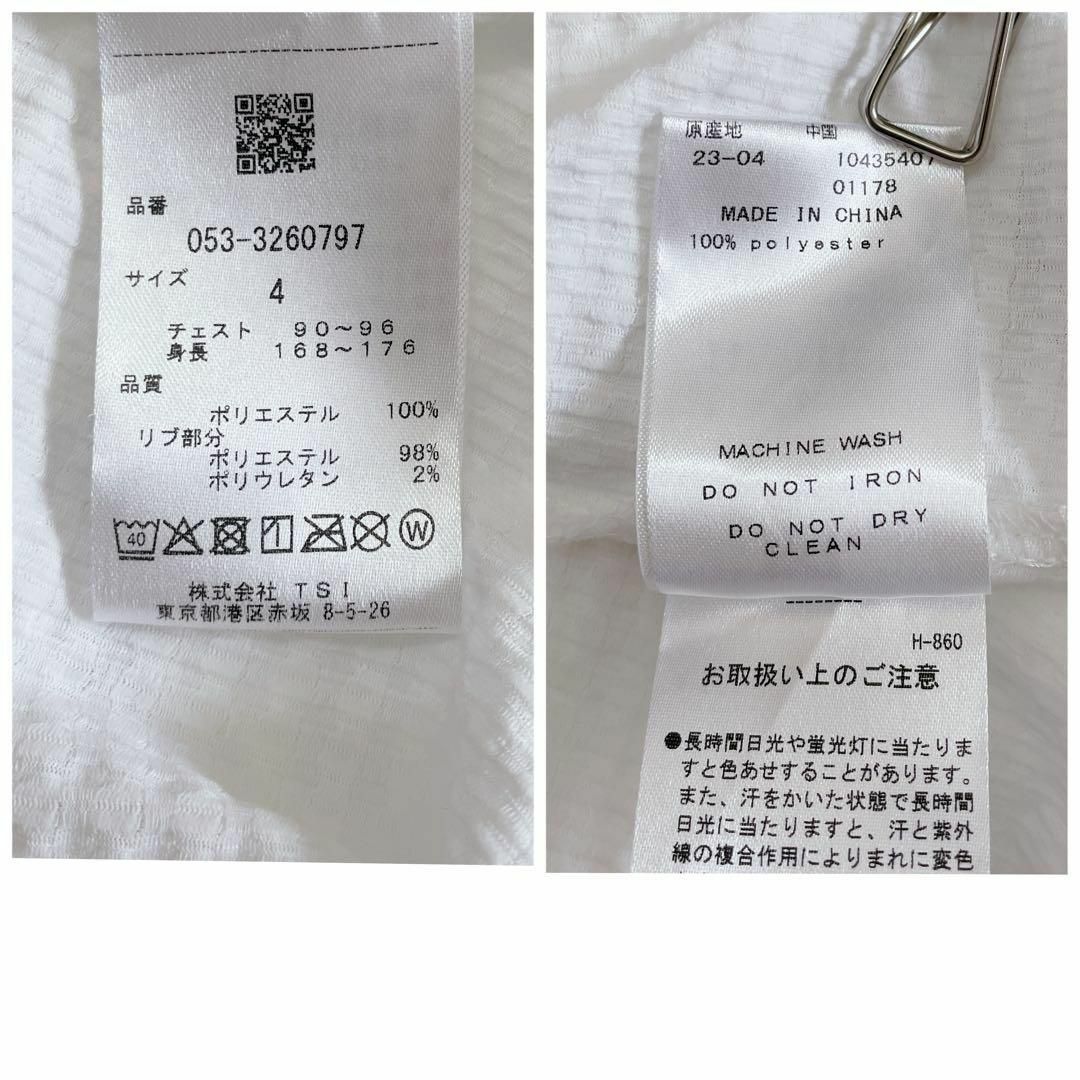 品番
053-3260797
サイズ
4
チェスト 90～96
身長 168～176
品質
ポリエステル 100%
リブ部分
ポリエステル 98%
ポリウレタン 2%
40
W
株式会社 TSI
東京都港区赤坂 8-5-26
原産地 中国
23-04 10435407
01178
MADE IN CHINA
100% polyester
MACHINE WASH
DO NOT IRON
DO NOT DRY
CLEAN
H-860
お取扱い上のご注意
●長時間日光や蛍光灯に当たりま
すと色あせすることがあります。
また、汗をかいた状態で長時間
日光に当たりますと、汗と紫外
線の複合作用によりまれに変色